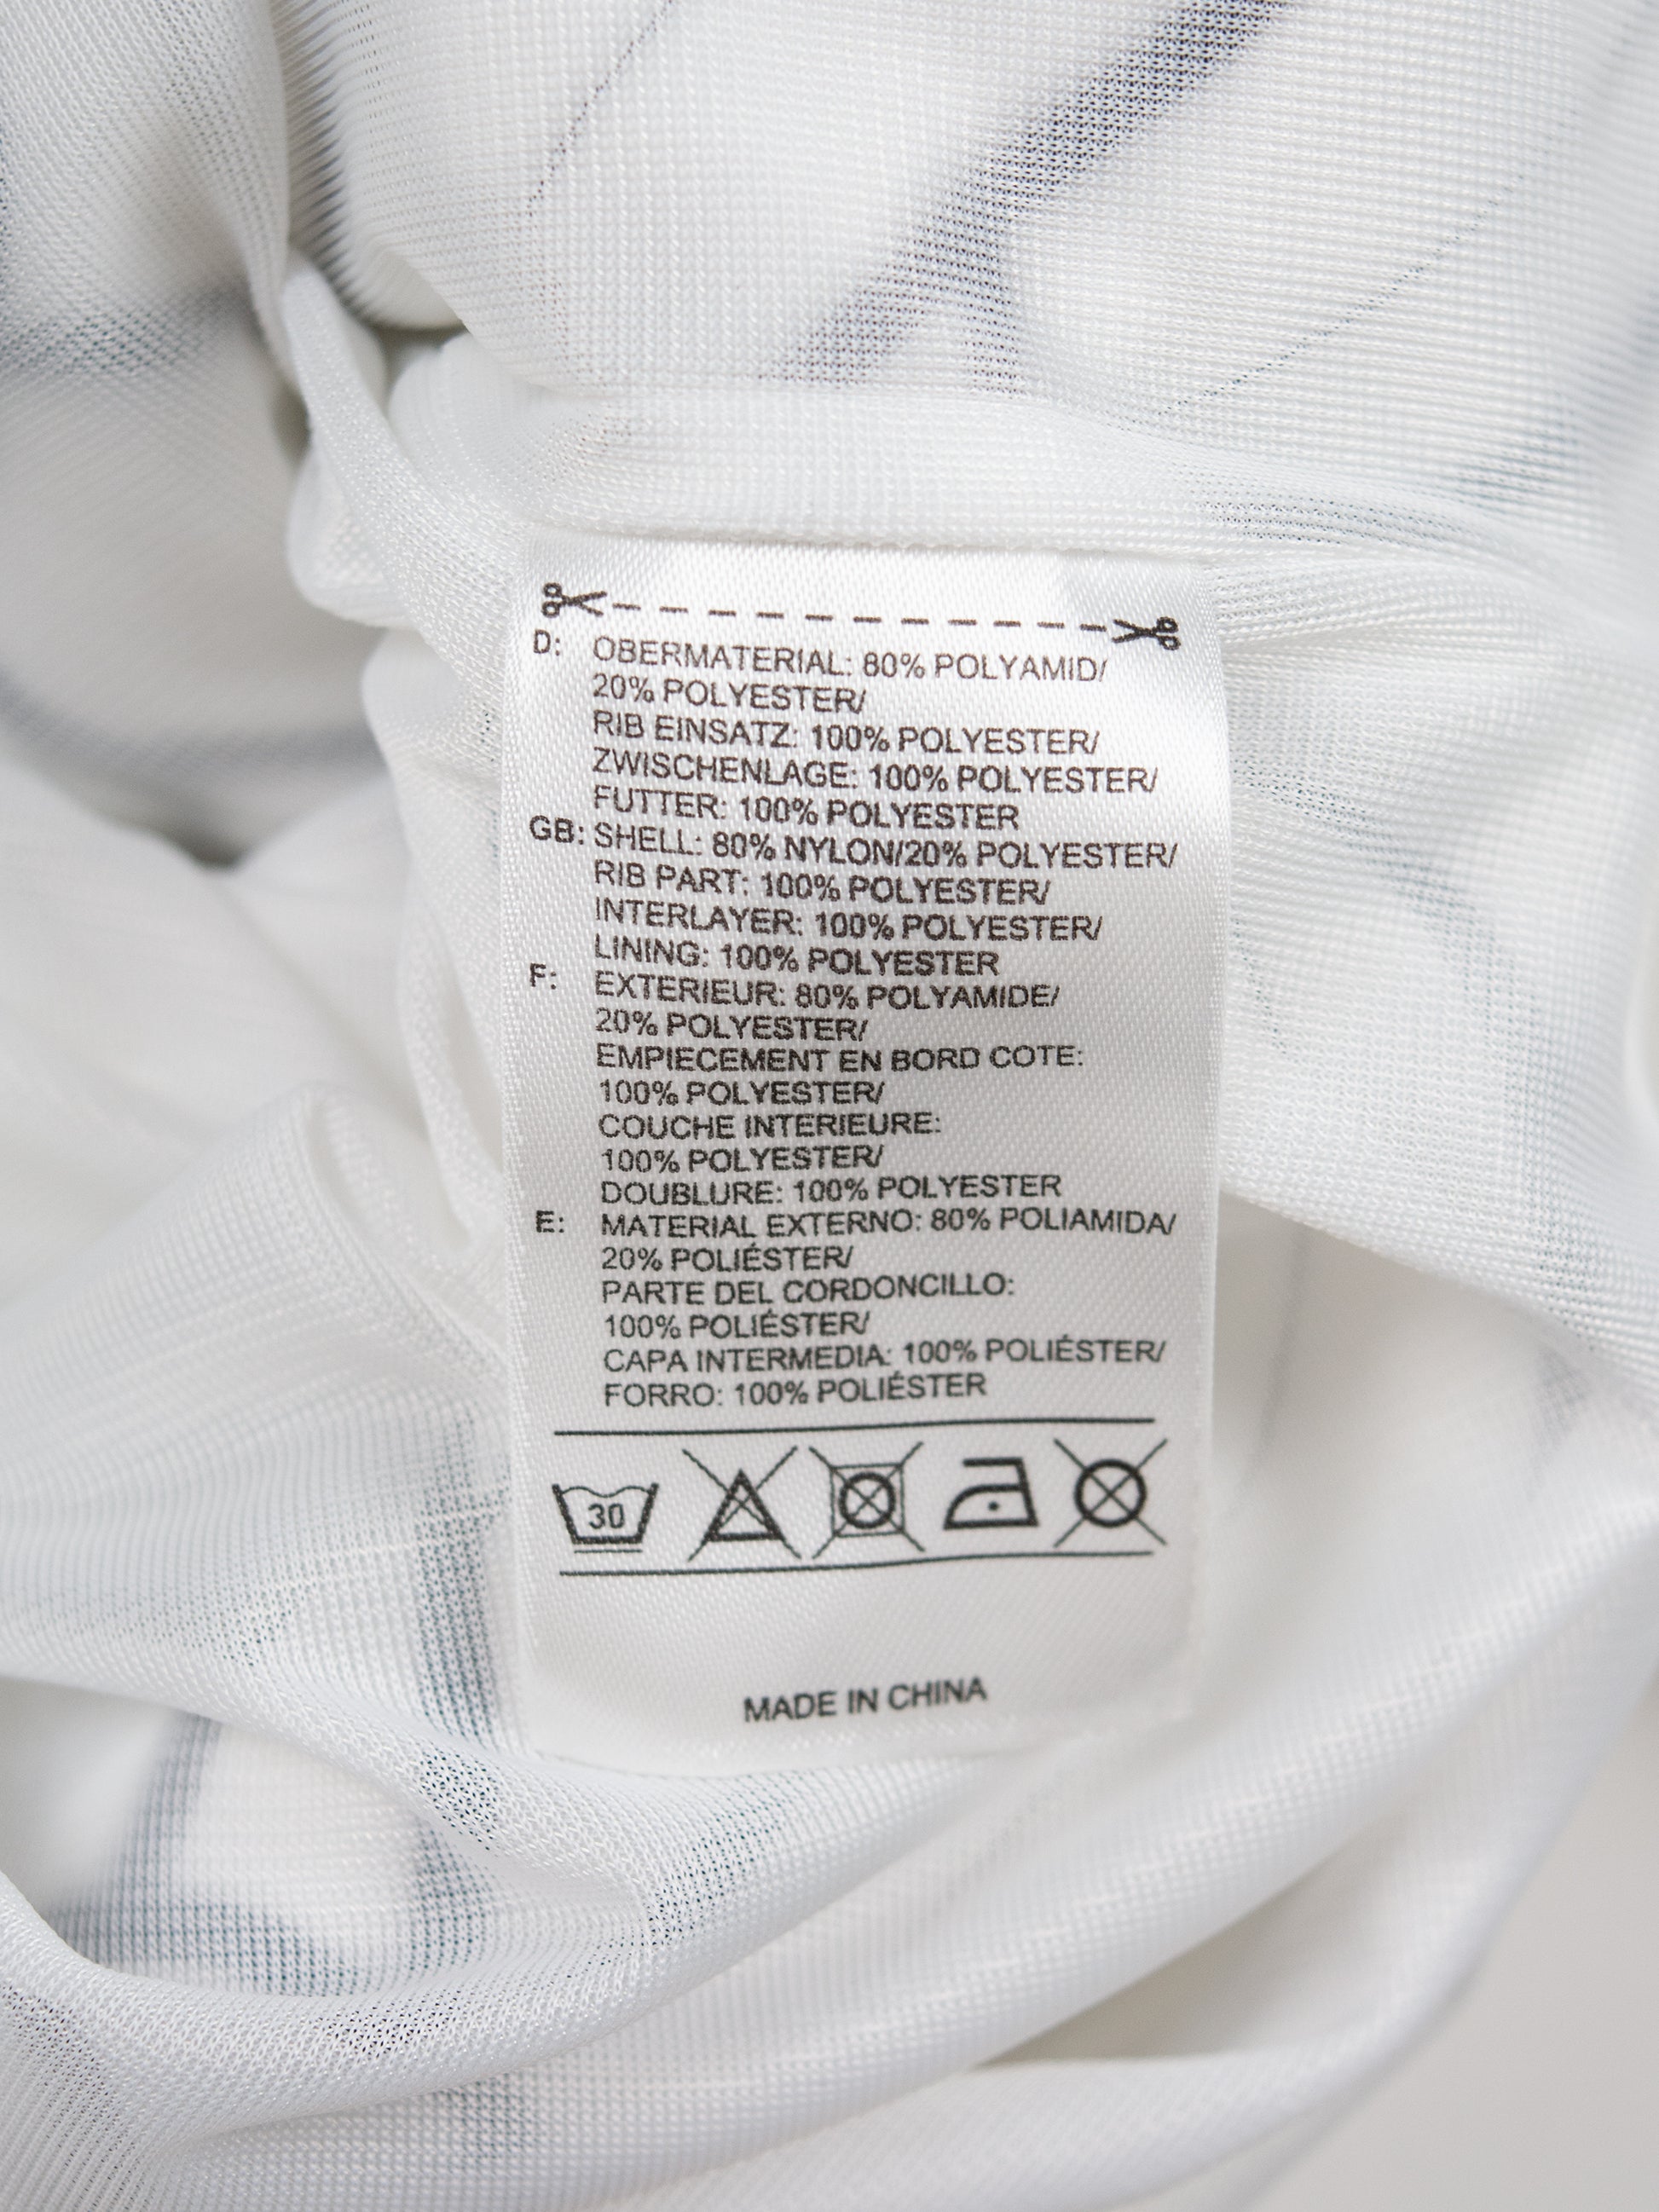 D: OBERMATERIAL: 80% POLYAMID/
20% POLYESTER/
RIB EINSATZ: 100% POLYESTER/
ZWISCHENLAGE: 100% POLYESTER/
FUTTER: 100% POLYESTER
GB: SHELL: 80% NYLON/20% POLYESTER/
RIB PART: 100% POLYESTER/
INTERLAYER: 100% POLYESTER/
LINING: 100% POLYESTER
F: EXTERIEUR: 80% POLYAMIDE/
20% POLYESTER/
EMPIECEMENT EN BORD COTE:
100% POLYESTER/
COUCHE INTERIEURE:
100% POLYESTER/
DOUBLURE: 100% POLYESTER
E: MATERIAL EXTERNO: 80% POLIAMIDA/
20% POLIÉSTER/
PARTE DEL CORDONCILLO:
100% POLIÉSTER/
CAPA INTERMEDIA: 100% POLIÉSTER/
FORRO: 100% POLIÉSTER
30
MADE IN CHINA